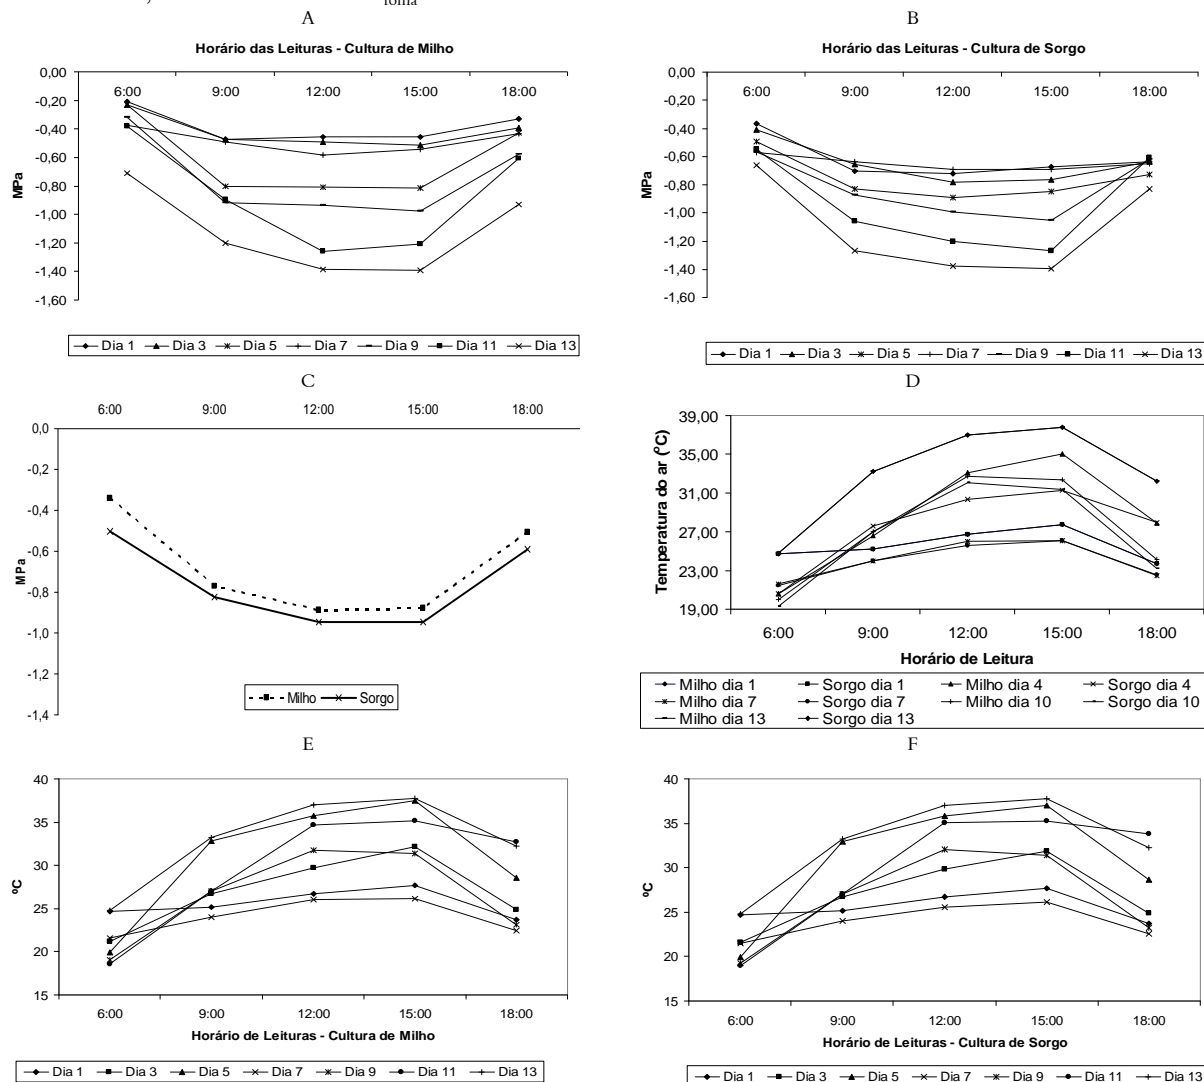 A
B
Horário das Leituras - Cultura de Milho
Horário das Leituras - Cultura de Sorgo
0,00
-0,20
-0,40
-0,60
-0,80
-1,00
-1,20
-1,40
-1,60
MPa
6:00 9:00 12:00 15:00 18:00
0,00
-0,20
-0,40
-0,60
-0,80
-1,00
-1,20
-1,40
-1,60
MPa
6:00 9:00 12:00 15:00 18:00
Dia 1 Dia 3 Dia 5 Dia 7 Dia 9 Dia 11 Dia 13
Dia 1 Dia 3 Dia 5 Dia 7 Dia 9 Dia 11 Dia 13
C
D
6:00 9:00 12:00 15:00 18:00
0,0
-0,2
-0,4
-0,6
-0,8
-1,0
-1,2
-1,4
MPa
Milho Sorgo
39,00
35,00
31,00
27,00
23,00
19,00
Temperatura do ar (ºC)
6:00 9:00 12:00 15:00 18:00
Horário de Leitura
Milho dia 1 Sorgo dia 1 Milho dia 4 Sorgo dia 4
Milho dia 7 Sorgo dia 7 Milho dia 10 Sorgo dia 10
Milho dia 13 Sorgo dia 13
E
F
40
35
30
25
20
15
ºC
6:00 9:00 12:00 15:00 18:00
Horário de Leituras - Cultura de Milho
Dia 1 Dia 3 Dia 5 Dia 7 Dia 9 Dia 11 Dia 13
40
35
30
25
20
15
ºC
6:00 9:00 12:00 15:00 18:00
Horário de Leituras - Cultura de Sorgo
Dia 1 Dia 3 Dia 5 Dia 7 Dia 9 Dia 11 Dia 13